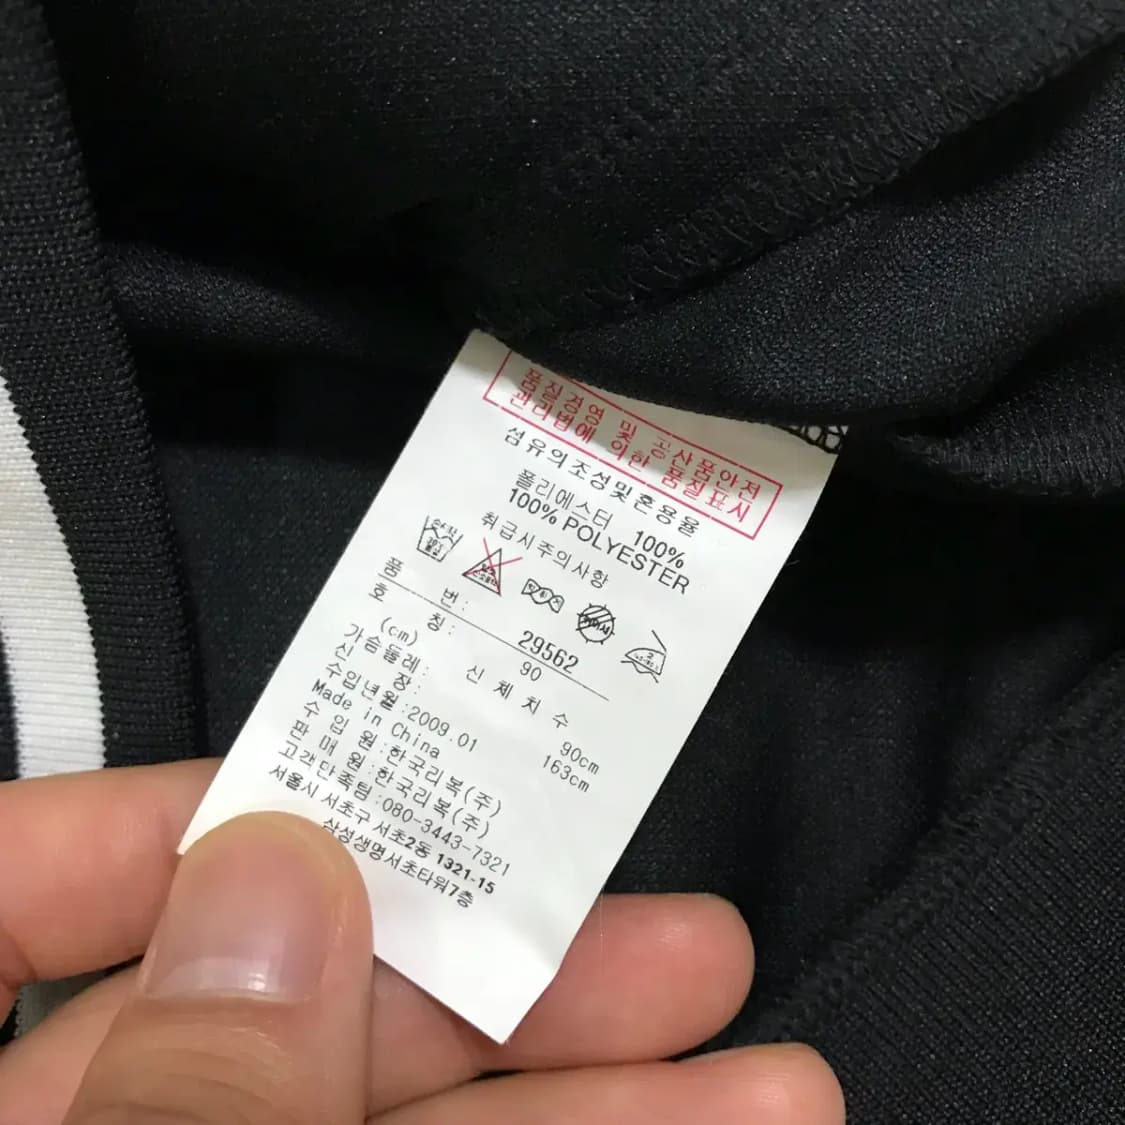 품질경영 및 공산품안전
관리법에 의한 품질표시
섬유의조성및혼용율
폴리에스터 100%
100% POLYESTER
취급시주의사항
품 번: 29562
호 칭: 90
(cm) 신 체 치 수
가슴둘레: 90cm
신 장: 163cm
수입년월:2009.01
Made in China
수 입 원:한국리복(주)
판 매 원:한국리복(주)
고객만족팀:080-3443-7321
서울시 서초구 서초2동 1321-15
삼성생명서초타워7층